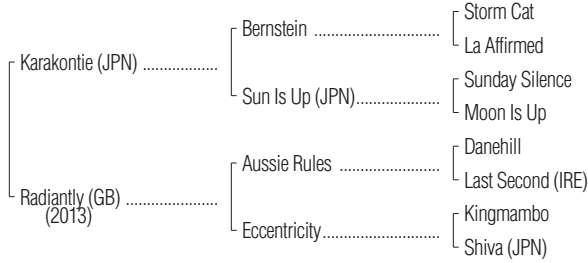 Storm Cat
Bernstein ..........................
La Affirmed
Karakontie (JPN) ..................
Sunday Silence
Sun Is Up (JPN)...................
Moon Is Up
Danehill
Aussie Rules .....................
Last Second (IRE)
Radiantly (GB) ......................
(2013)
Kingmambo
Eccentricity..........................
Shiva (JPN)